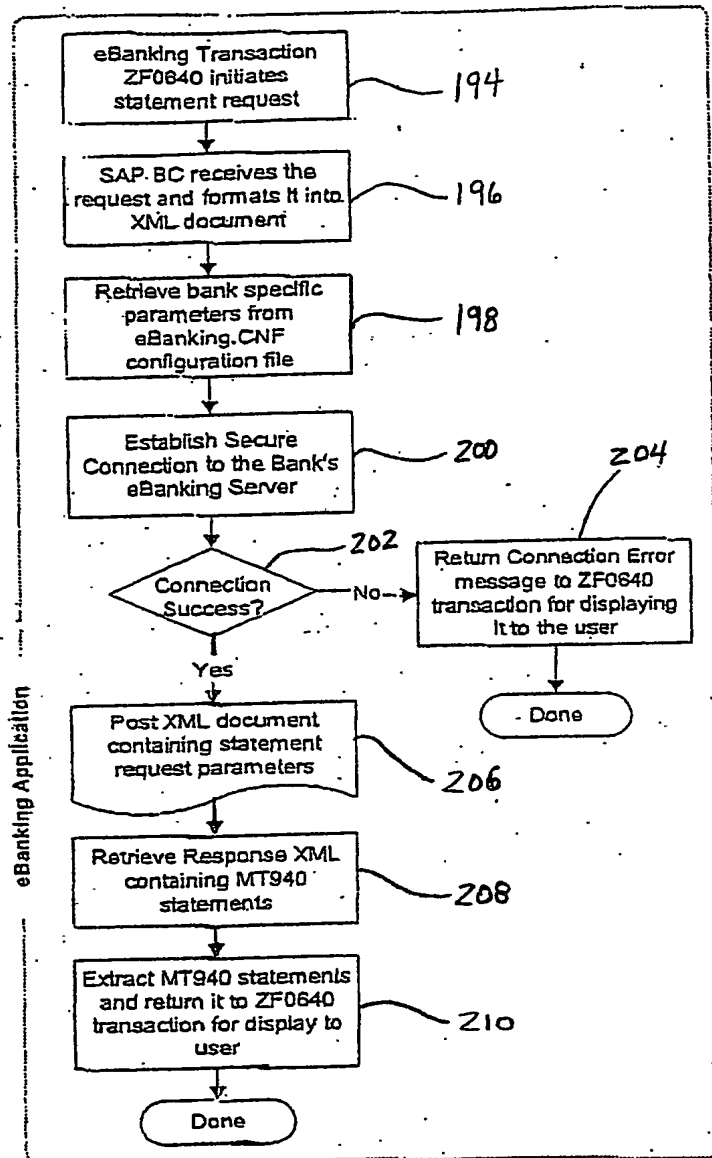 eBanking Transaction
ZF0640 initiates
statement request
194
SAP BC receives the
request and formats it into
XML document
196
Retrieve bank specific
parameters from
eBanking.CNF
configuration file
198
Establish Secure
Connection to the Bank's
eBanking Server
200
204
202
Connection
Success?
No
Return Connection Error
message to ZF0640
transaction for displaying
it to the user
Yes
Done
Post XML document
containing statement
request parameters
206
Retrieve Response XML
containing MT940
statements
208
Extract MT940 statements
and return it to ZF0640
transaction for display to
user
210
Done
eBanking Application